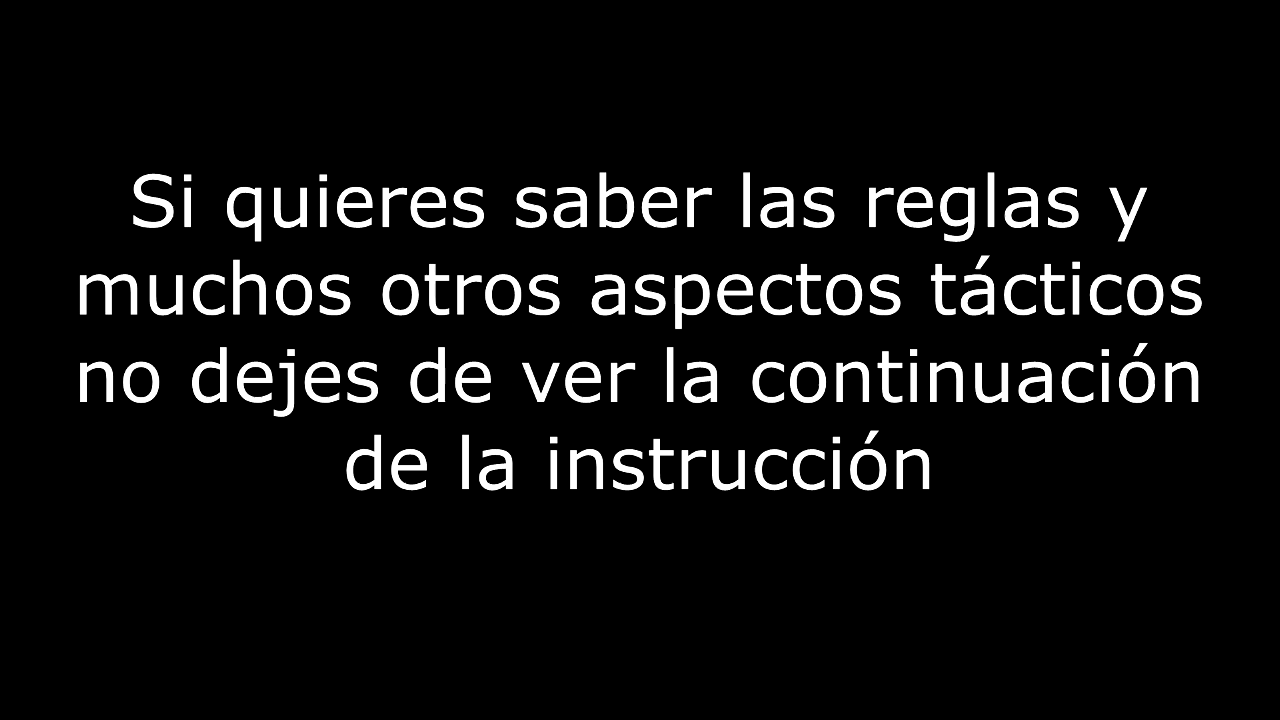 Si quieres saber las reglas y
muchos otros aspectos tácticos
no dejes de ver la continuación
de la instrucción